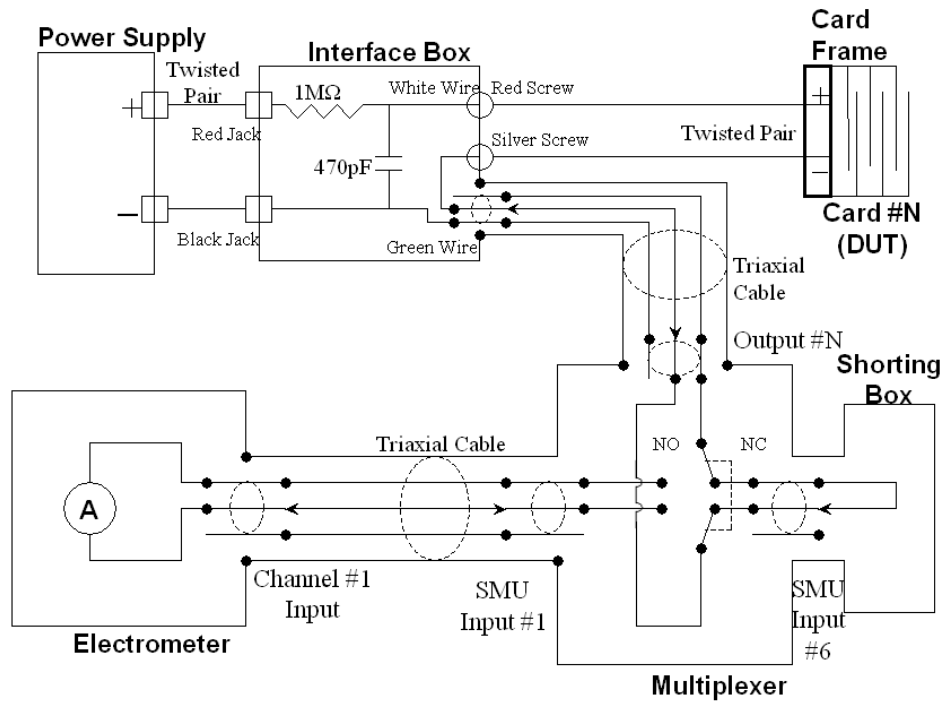 Power Supply
Interface Box
Card
Frame
Twisted
Pair
1MΩ
White Wire
Red Screw
+
+
Red Jack
Silver Screw
Twisted Pair
470pF
−
−
Black Jack
Green Wire
Card #N
(DUT)
Triaxial
Cable
Output #N
Shorting
Box
Triaxial Cable
NO
NC
A
Channel #1
Input
SMU
Input #1
SMU
Input
#6
Electrometer
Multiplexer